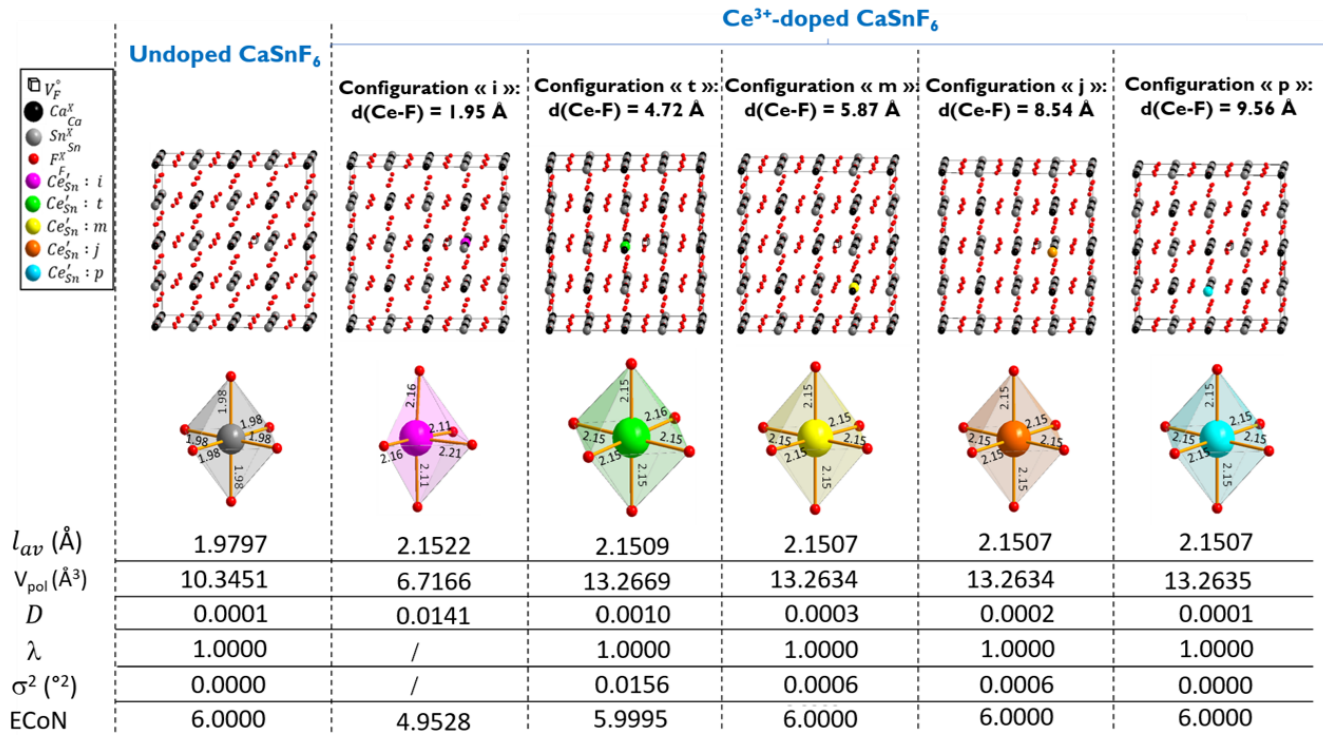 Ce³⁺-doped CaSnF₆
Undoped CaSnF₆
Configuration « i »: Configuration « t »: Configuration « m »: Configuration « j »: Configuration « p »:
d(Ce-F) = 1.95 Å d(Ce-F) = 4.72 Å d(Ce-F) = 5.87 Å d(Ce-F) = 8.54 Å d(Ce-F) = 9.56 Å
V_F°
Ca_Ca^X
Sn_Sn^X
F_F^X
Ce'_Sn : i
Ce'_Sn : t
Ce'_Sn : m
Ce'_Sn : j
Ce'_Sn : p
1.98 1.98 1.98 1.98 1.98 1.98
2.16 2.11 2.16 2.21 2.11
2.15 2.16 2.15 2.15 2.15
2.15 2.15 2.15 2.15 2.15
2.15 2.15 2.15 2.15 2.15
2.15 2.15 2.15 2.15 2.15
l_av (Å) 1.9797 2.1522 2.1509 2.1507 2.1507 2.1507
V_pol (Å³) 10.3451 6.7166 13.2669 13.2634 13.2634 13.2635
D 0.0001 0.0141 0.0010 0.0003 0.0002 0.0001
λ 1.0000 / 1.0000 1.0000 1.0000 1.0000
σ² (°²) 0.0000 / 0.0156 0.0006 0.0006 0.0000
ECoN 6.0000 4.9528 5.9995 6.0000 6.0000 6.0000